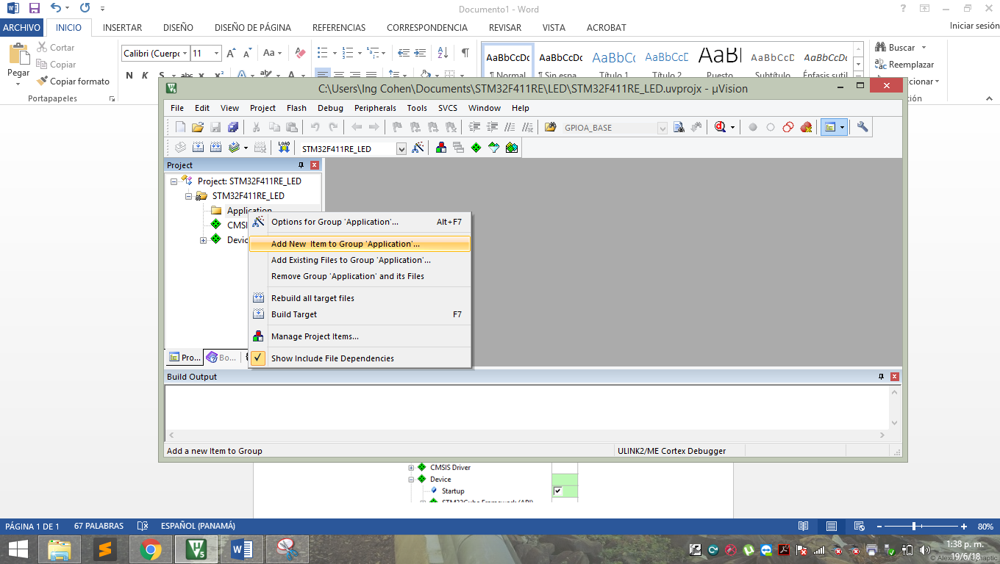 Documento1 - Word
ARCHIVO INICIO INSERTAR DISEÑO DISEÑO DE PÁGINA REFERENCIAS CORRESPONDENCIA REVISAR VISTA ACROBAT Iniciar sesión
Pegar
Cortar
Copiar
Copiar formato
Portapapeles
Calibri (Cuerpo 11
N K S abc x x²
AaBbCcDc AaBbCcDc AaBbCc AaBbCcD AaB AaBbCcD AaBbCcDc
¶ Normal ¶ Sin espa... Título 1 Título 2 Puesto Subtítulo Énfasis sutil
Buscar
Reemplazar
cionar
C:\Users\Ing Cohen\Documents\STM32F411RE\LED\STM32F411RE_LED.uvprojx - µVision
File Edit View Project Flash Debug Peripherals Tools SVCS Window Help
GPIOA_BASE
LOAD STM32F411RE_LED
Project
Project: STM32F411RE_LED
STM32F411RE_LED
Application
CMSI
Devic
Options for Group 'Application'... Alt+F7
Add New Item to Group 'Application'...
Add Existing Files to Group 'Application'...
Remove Group 'Application' and its Files
Rebuild all target files
Build Target F7
Manage Project Items...
Show Include File Dependencies
Pro... Bo...
Build Output
Add a new Item to Group ULINK2/ME Cortex Debugger
CMSIS Driver
Device
Startup
STM32Cube Framework (API)
PÁGINA 1 DE 1 67 PALABRAS ESPAÑOL (PANAMÁ) 80%
1:38 p. m.
19/6/18